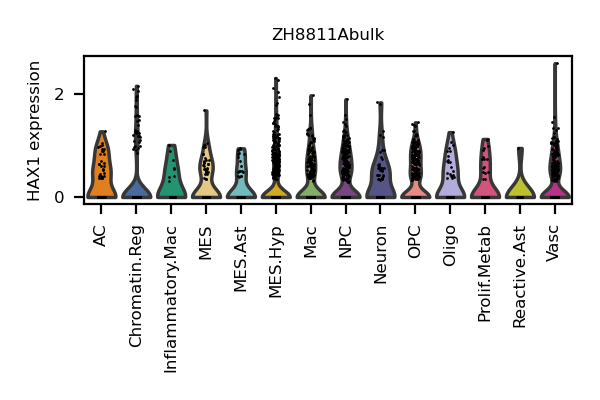 ZH8811Abulk
HAX1 expression
2
0
AC
Chromatin.Reg
Inflammatory.Mac
MES
MES.Ast
MES.Hyp
Mac
NPC
Neuron
OPC
Oligo
Prolif.Metab
Reactive.Ast
Vasc